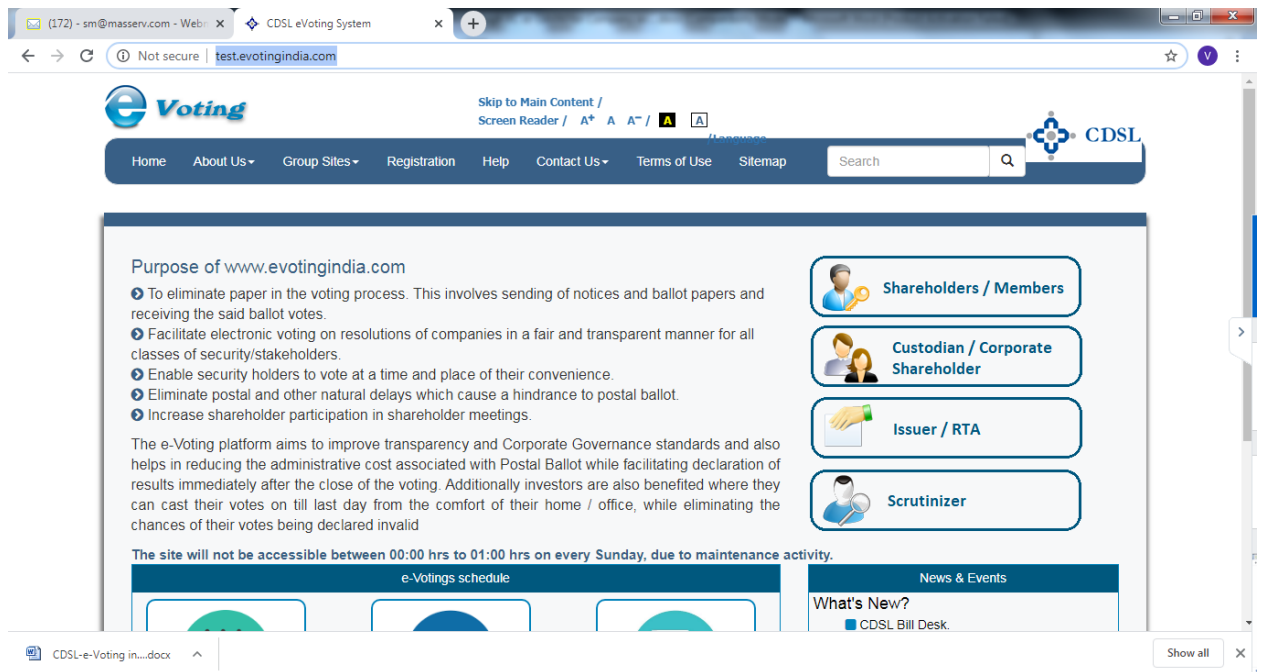 (172) - sm@masserv.com - Web
CDSL eVoting System
Not secure | test.evotingindia.com
V
e Voting
Skip to Main Content /
Screen Reader / A+ A A- / A A
/Language
CDSL
Home About Us Group Sites Registration Help Contact Us Terms of Use Sitemap Search
Purpose of www.evotingindia.com
To eliminate paper in the voting process. This involves sending of notices and ballot papers and
receiving the said ballot votes.
Facilitate electronic voting on resolutions of companies in a fair and transparent manner for all
classes of security/stakeholders.
Enable security holders to vote at a time and place of their convenience.
Eliminate postal and other natural delays which cause a hindrance to postal ballot.
Increase shareholder participation in shareholder meetings.
The e-Voting platform aims to improve transparency and Corporate Governance standards and also
helps in reducing the administrative cost associated with Postal Ballot while facilitating declaration of
results immediately after the close of the voting. Additionally investors are also benefited where they
can cast their votes on till last day from the comfort of their home / office, while eliminating the
chances of their votes being declared invalid
Shareholders / Members
Custodian / Corporate
Shareholder
Issuer / RTA
Scrutinizer
The site will not be accessible between 00:00 hrs to 01:00 hrs on every Sunday, due to maintenance activity.
e-Votings schedule
News & Events
What's New?
CDSL Bill Desk.
CDSL-e-Voting in....docx
Show all